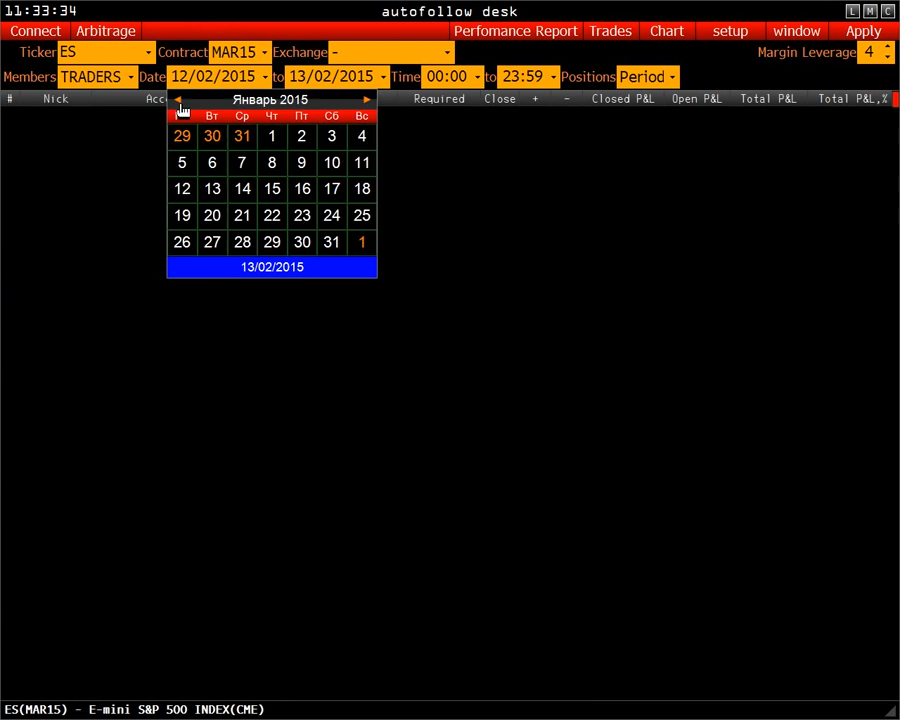 11:33:34 autofollow desk L M C
Connect Arbitrage Perfomance Report Trades Chart setup window Apply
Ticker ES Contract MAR15 Exchange - Margin Leverage 4
Members TRADERS Date 12/02/2015 to 13/02/2015 Time 00:00 to 23:59 Positions Period
# Nick Acc Required Close + - Closed P&L Open P&L Total P&L Total P&L,%
Январь 2015
Вт Ср Чт Пт Сб Вс
29 30 31 1 2 3 4
5 6 7 8 9 10 11
12 13 14 15 16 17 18
19 20 21 22 23 24 25
26 27 28 29 30 31 1
13/02/2015
ES(MAR15) - E-mini S&P 500 INDEX(CME)